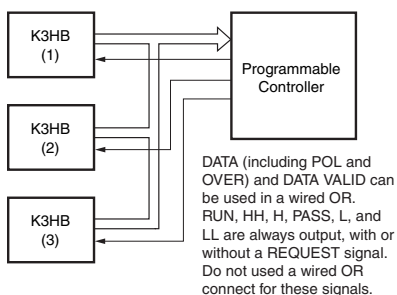 K3HB
(1)
K3HB
(2)
K3HB
(3)
Programmable
Controller
DATA (including POL and
OVER) and DATA VALID can
be used in a wired OR.
RUN, HH, H, PASS, L, and
LL are always output, with or
without a REQUEST signal.
Do not used a wired OR
connect for these signals.